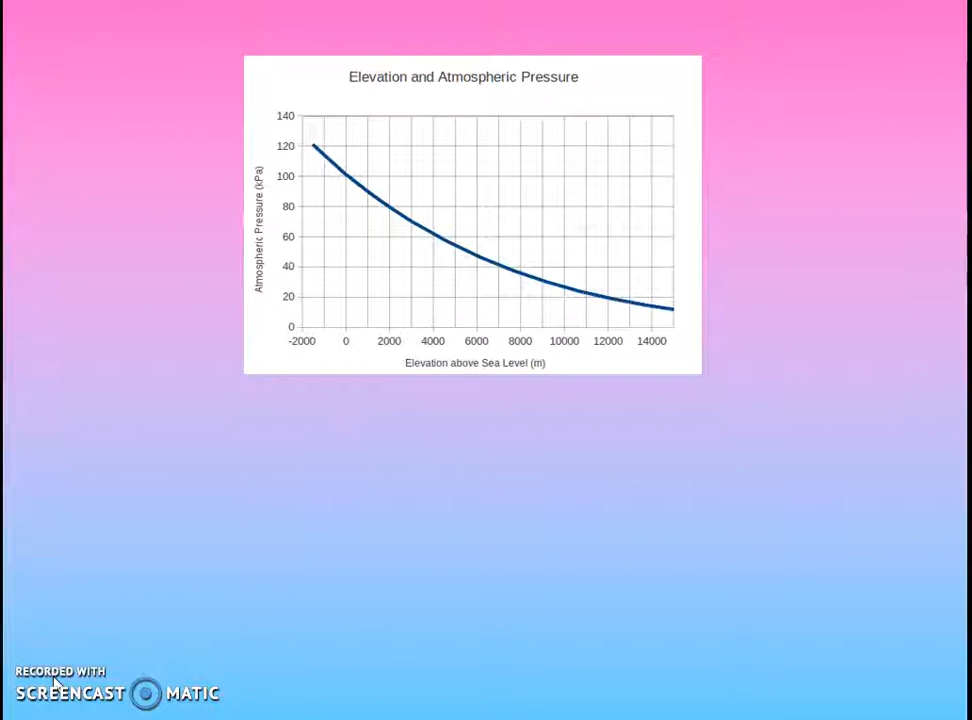 Elevation and Atmospheric Pressure
140
120
100
80
60
40
20
0
Atmospheric Pressure (kPa)
-2000 0 2000 4000 6000 8000 10000 12000 14000
Elevation above Sea Level (m)
RECORDED WITH
SCREENCAST MATIC